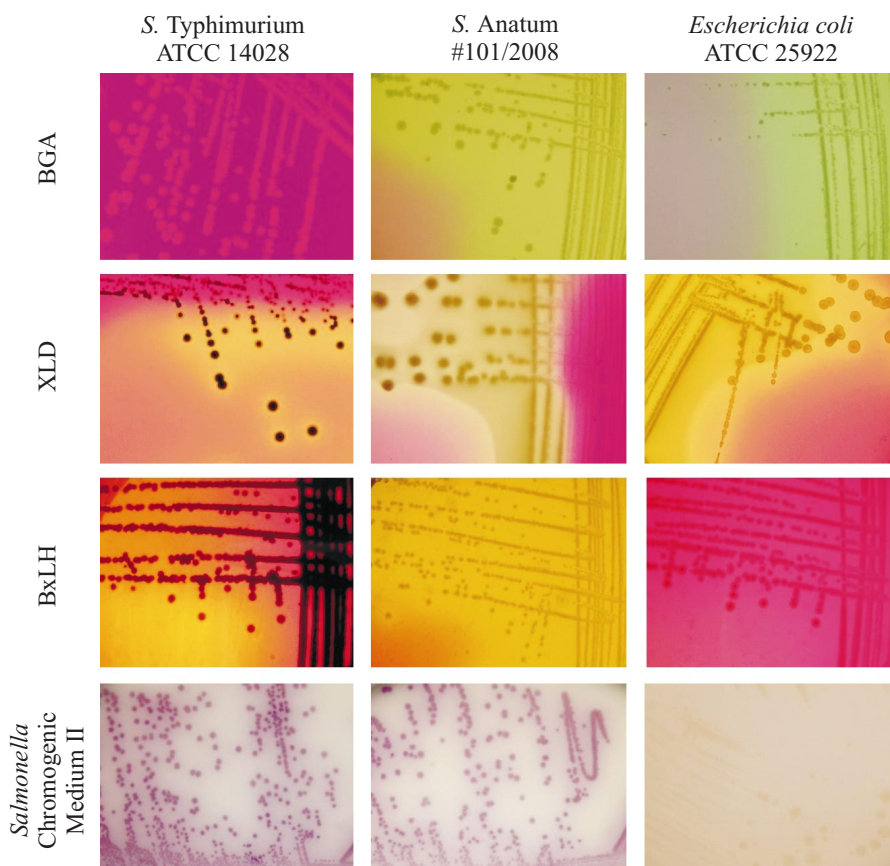 S. Typhimurium
ATCC 14028
S. Anatum
#101/2008
Escherichia coli
ATCC 25922
BGA
XLD
BxLH
Salmonella
Chromogenic
Medium II